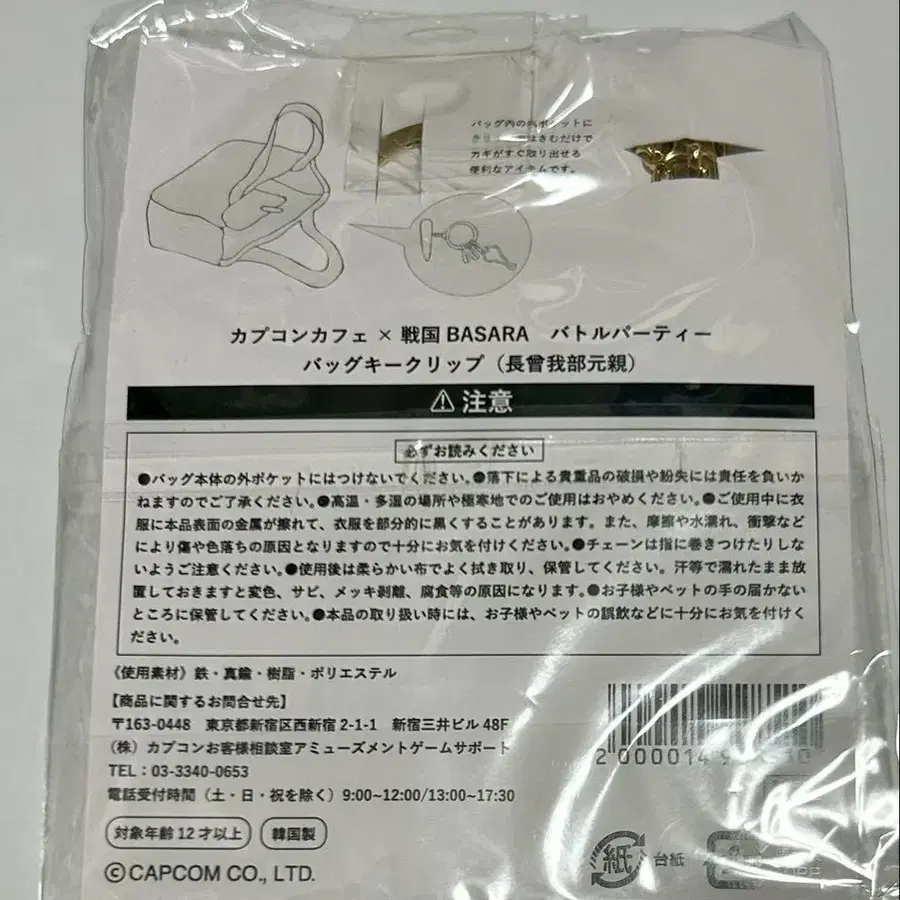 バッグ内の外ポケットに
はさむだけで
カギがすぐ取り出せる
便利なアイテムです。
カプコンカフェ × 戦国 BASARA バトルパーティー
バッグキークリップ（長曾我部元親）
⚠ 注意
必ずお読みください
●バッグ本体の外ポケットにはつけないでください。●落下による貴重品の破損や紛失には責任を負いか
ねますのでご了承ください。●高温・多湿の場所や極寒地でのご使用はおやめください。●ご使用中に衣
服に本品表面の金属が擦れて、衣服を部分的に黒くすることがあります。また、摩擦や水濡れ、衝撃など
により傷や色落ちの原因となりますので十分にお気を付けください。●チェーンは指に巻きつけたりしな
いようご注意ください。●使用後は柔らかい布でよく拭き取り、保管してください。汗等で濡れたまま放
置しておきますと変色、サビ、メッキ剥離、腐食等の原因になります。●お子様やペットの手の届かない
ところに保管してください。●本品の取り扱い時には、お子様やペットの誤飲などに十分にお気を付けく
ださい。
《使用素材》鉄・真鍮・樹脂・ポリエステル
【商品に関するお問合せ先】
〒163-0448 東京都新宿区西新宿 2-1-1 新宿三井ビル 48F
（株）カプコンお客様相談室アミューズメントゲームサポート
TEL：03-3340-0653
電話受付時間（土・日・祝を除く）9:00~12:00/13:00~17:30
2 000014 9
対象年齢 12 才以上
韓国製
©CAPCOM CO., LTD.
紙 台紙